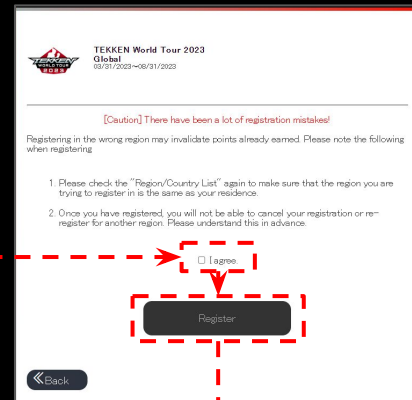 TEKKEN World Tour 2023
Global
03/31/2023～08/31/2023
TEKKEN
WORLD TOUR
2023
[Caution] There have been a lot of registration mistakes!
Registering in the wrong region may invalidate points already earned. Please note the following
when registering
1. Please check the "Region/Country List" again to make sure that the region you are
trying to register in is the same as your residence.
2. Once you have registered, you will not be able to cancel your registration or re-
register for another region. Please understand this in advance.
I agree.
Register
Back